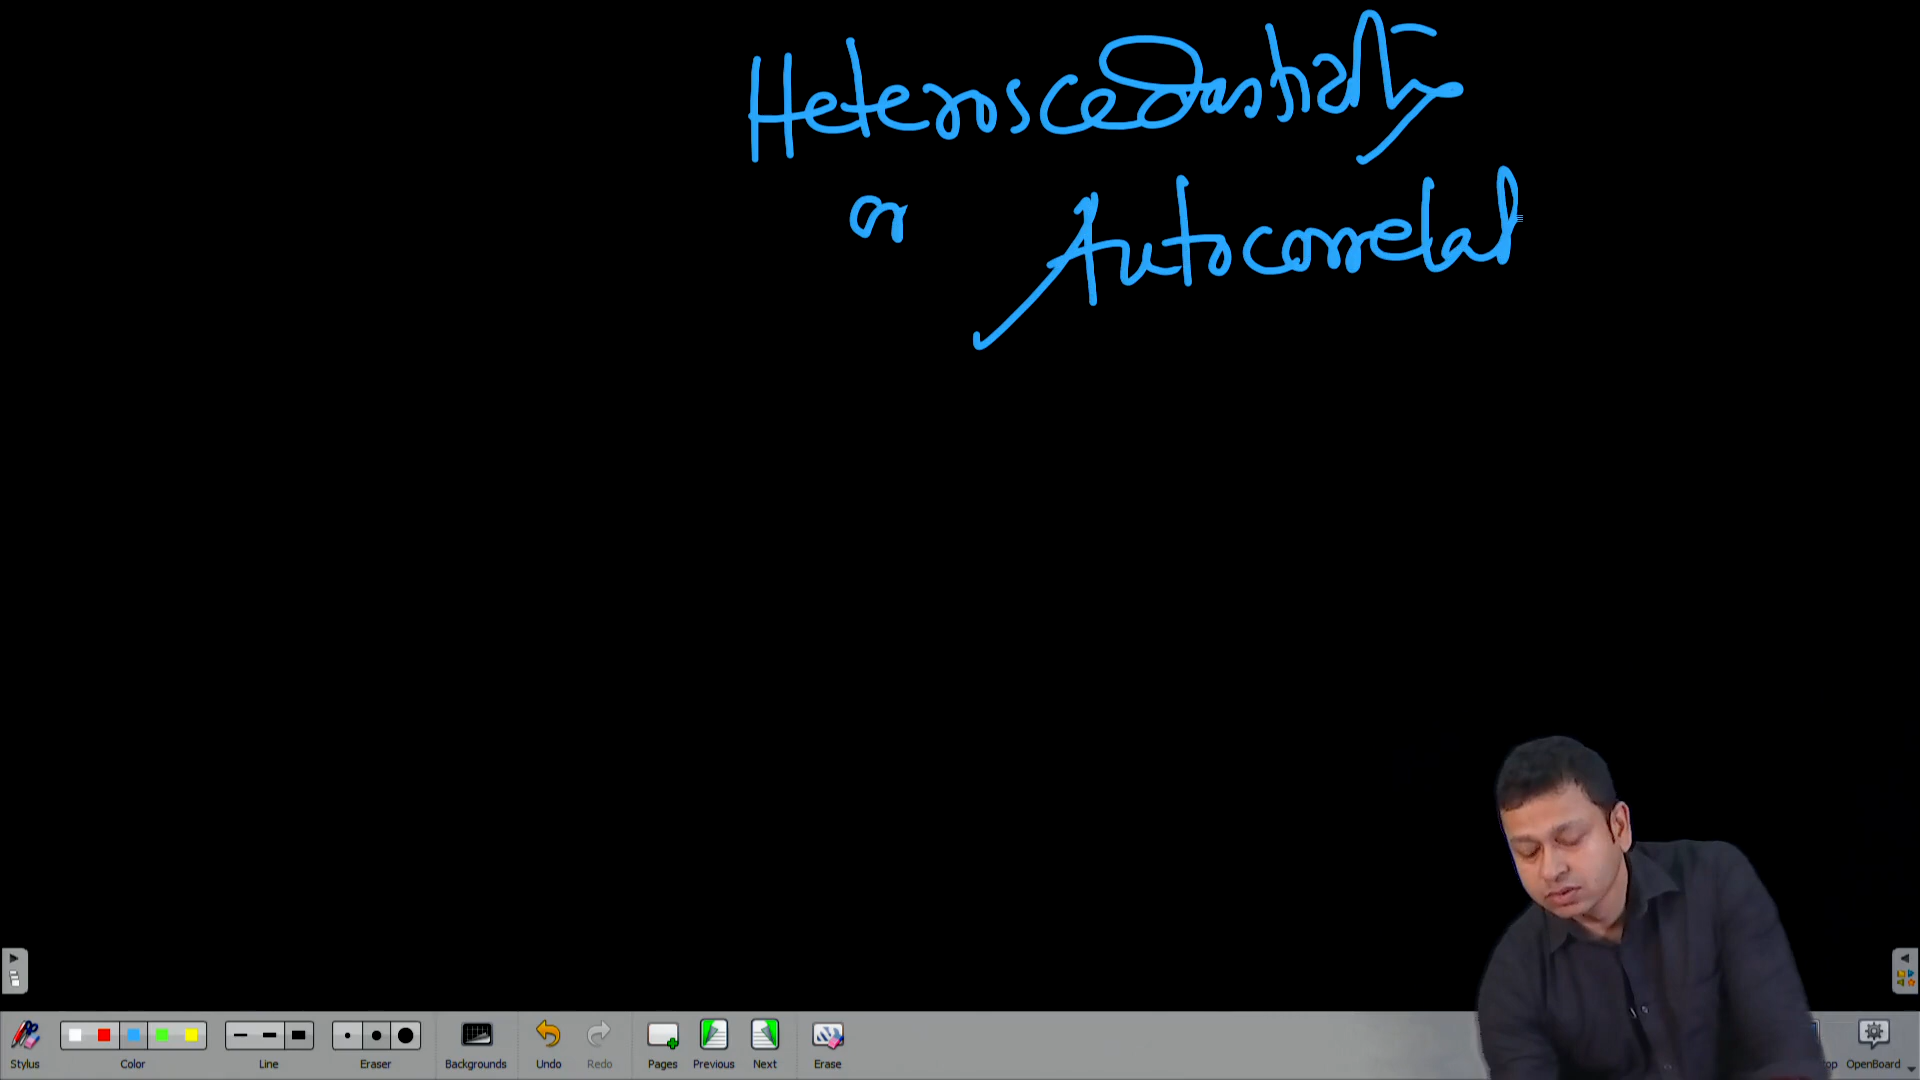 Heteroscedasticity
or Autocorrelat
Stylus Color Line Eraser Backgrounds Undo Redo Pages Previous Next Erase OpenBoard